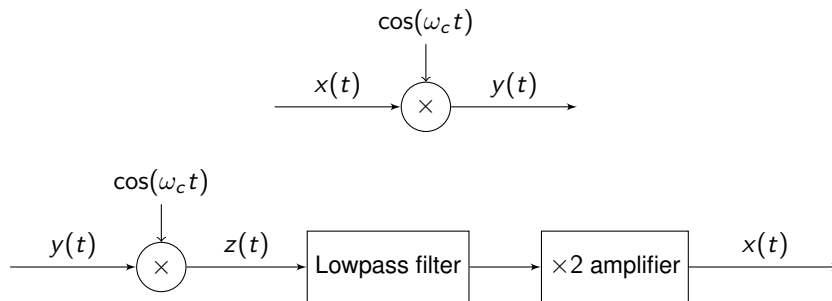 cos(ω_c t)
x(t) × y(t)
cos(ω_c t)
y(t) × z(t) Lowpass filter ×2 amplifier x(t)